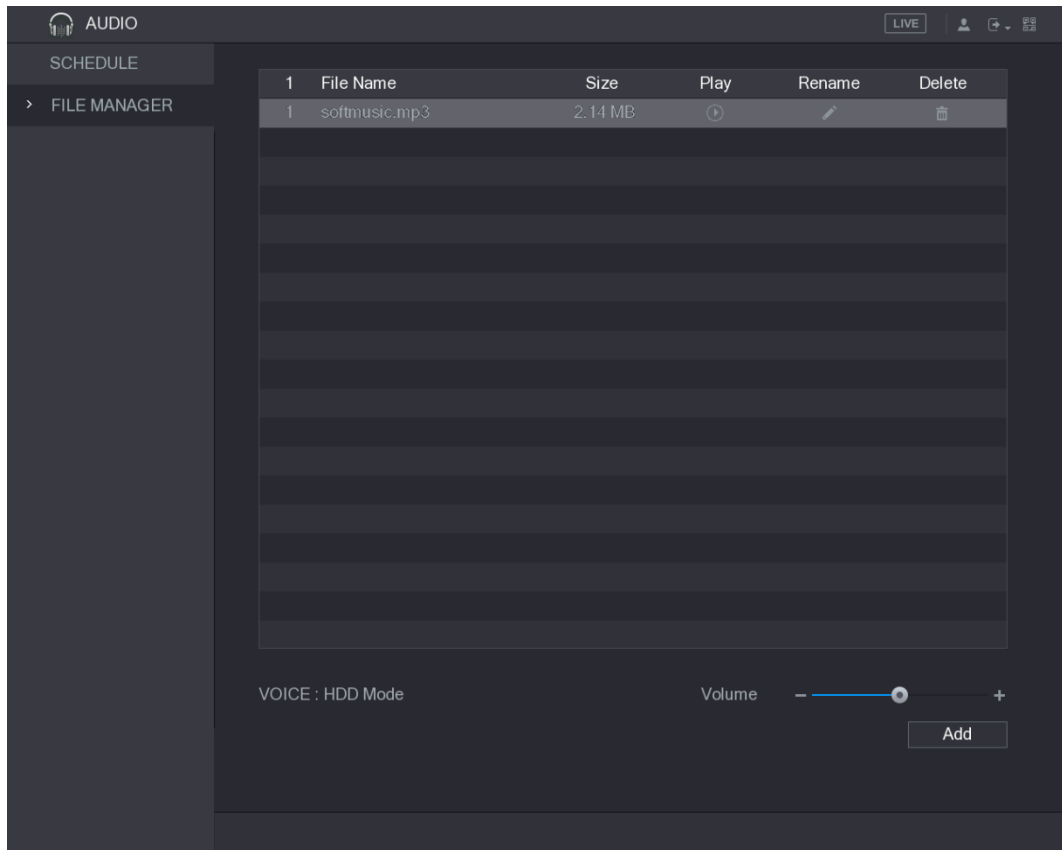 AUDIO LIVE
SCHEDULE
FILE MANAGER
1 File Name Size Play Rename Delete
1 softmusic.mp3 2.14 MB
VOICE : HDD Mode Volume
Add